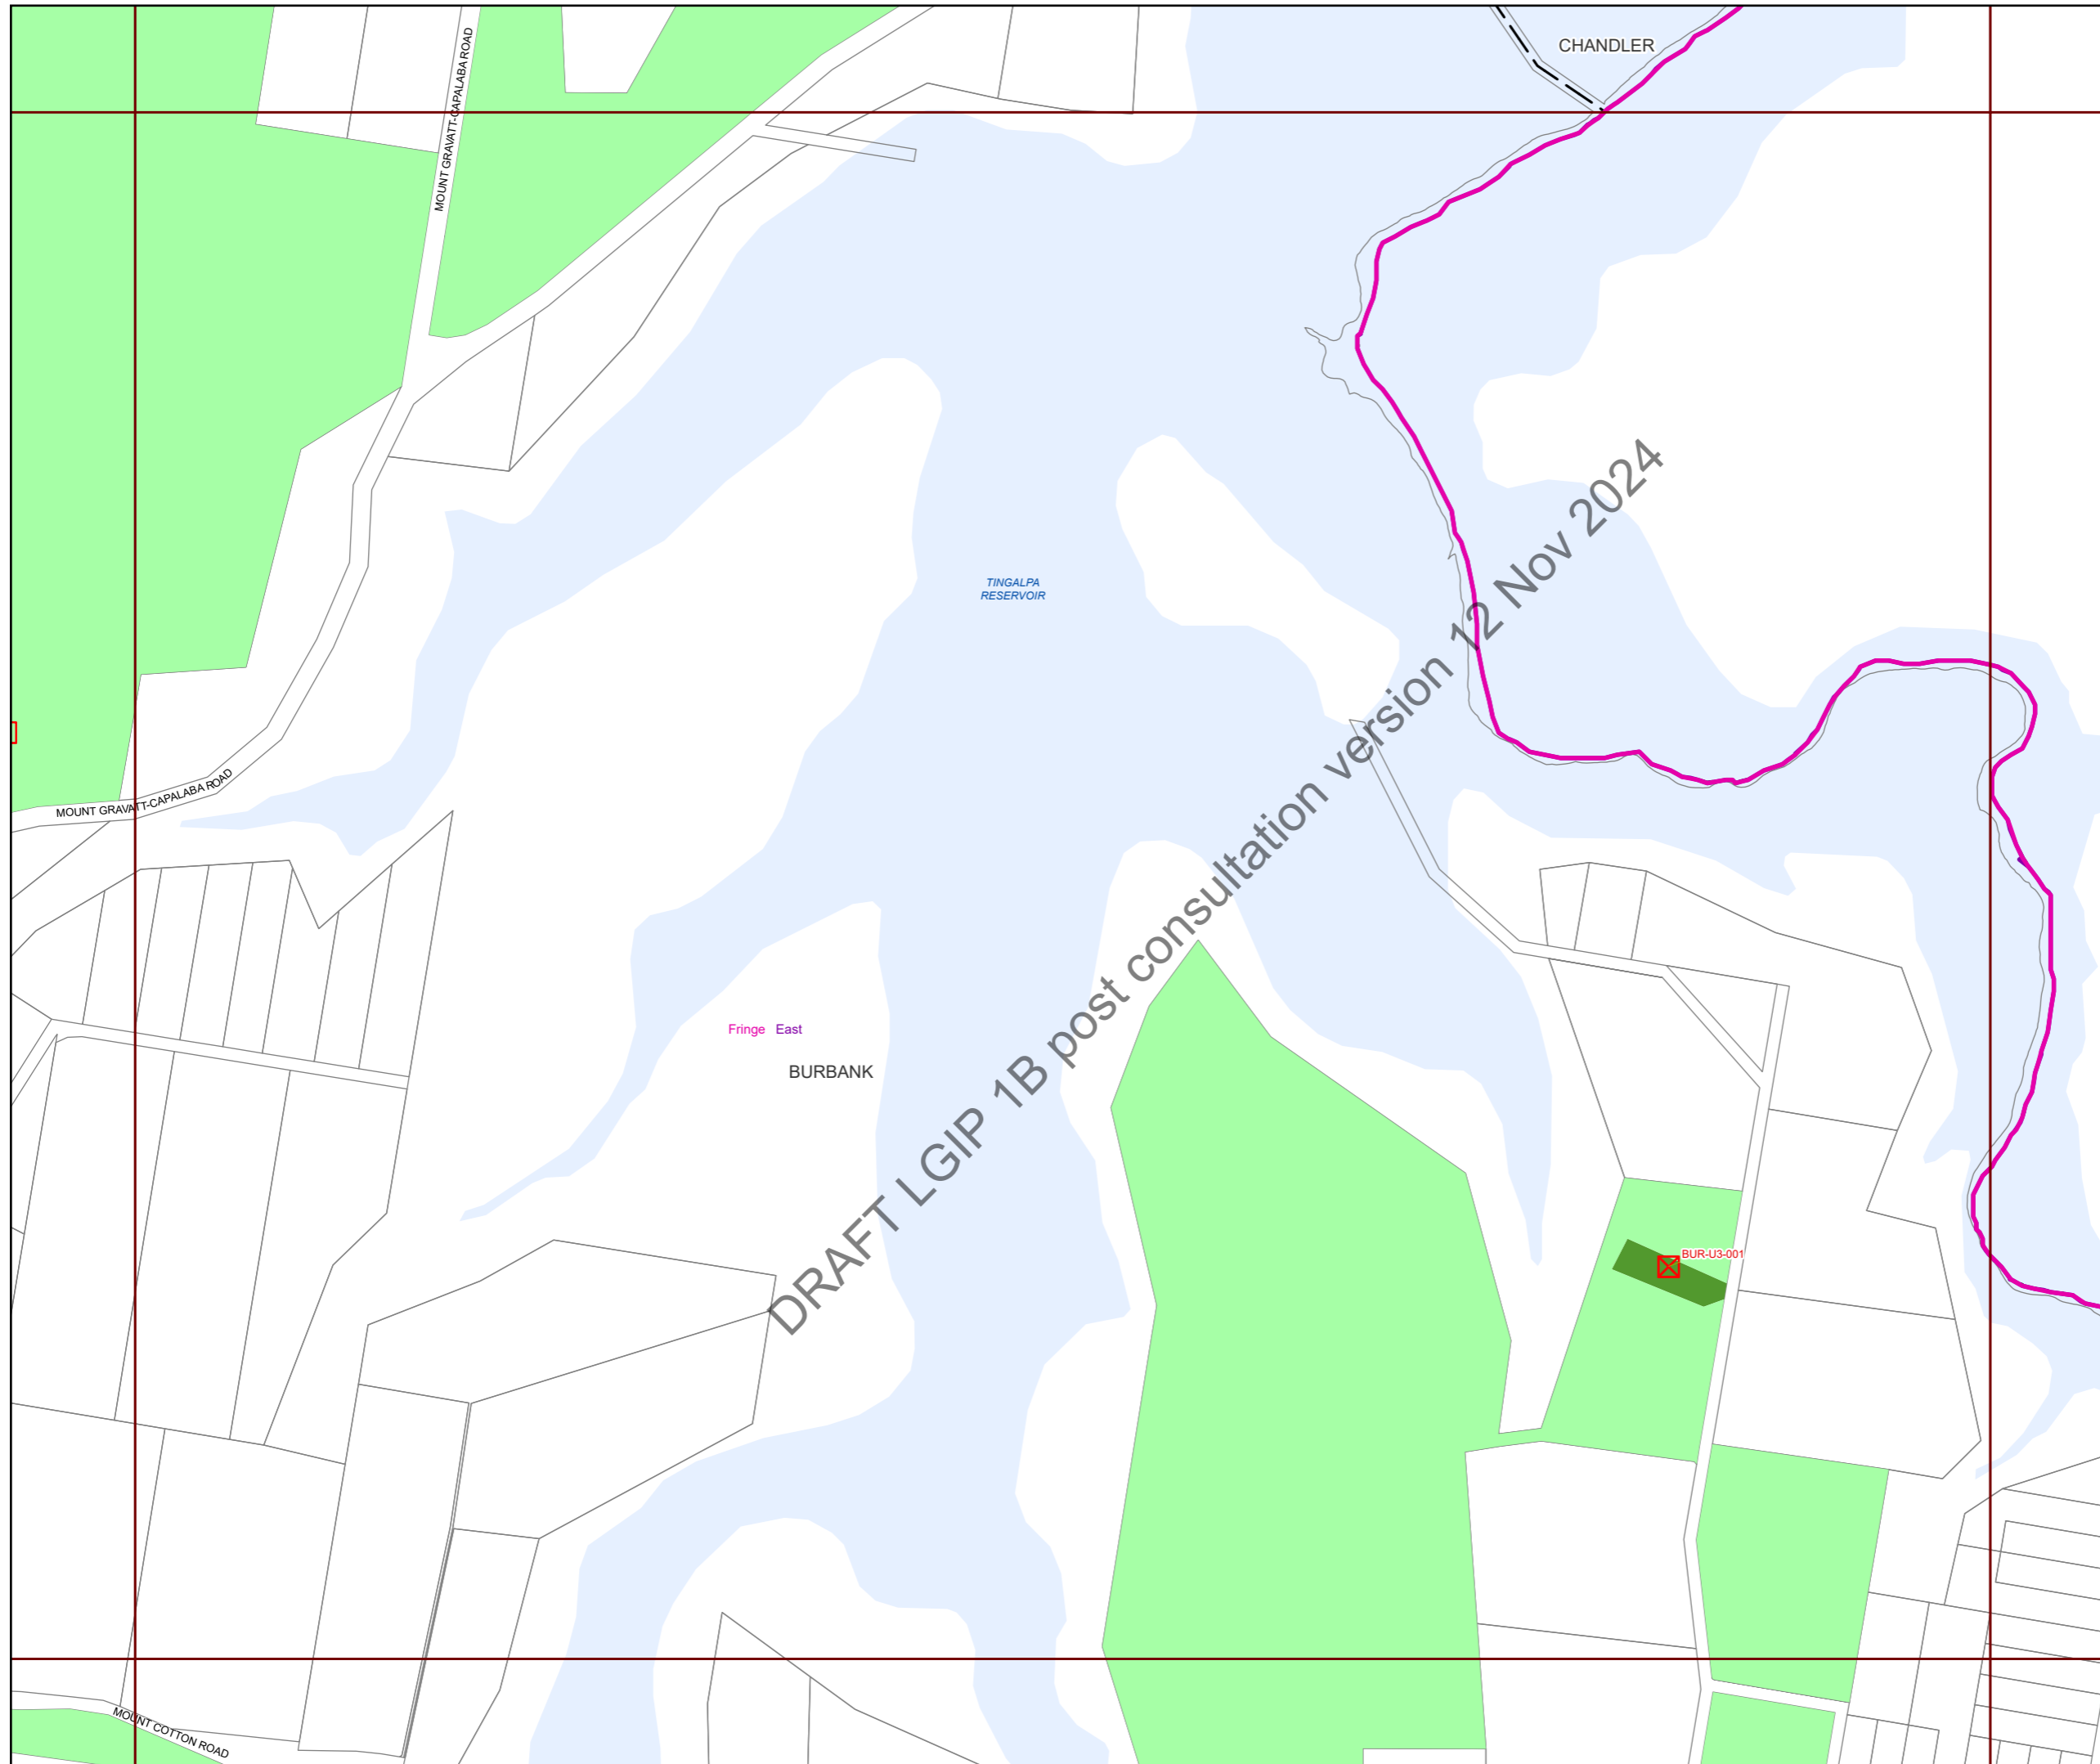 CHANDLER
MOUNT GRAVATT-CAPALABA ROAD
TINGALPA
RESERVOIR
DRAFT LGIP 1B post consultation version 12 Nov 2024
MOUNT GRAVATT-CAPALABA ROAD
Fringe East
BURBANK
BUR-U3-001
MOUNT COTTON ROAD